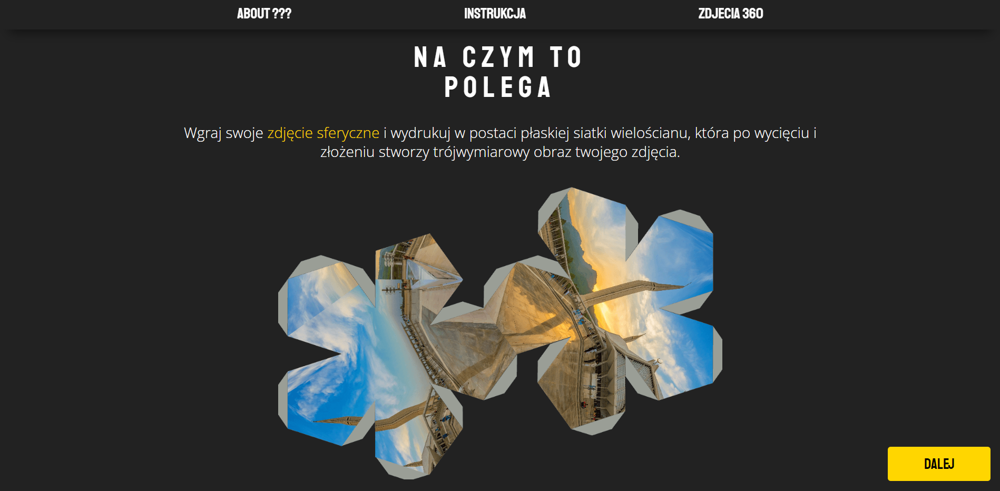 ABOUT ???
INSTRUKCJA
ZDJECIA 360
NA CZYM TO
POLEGA
Wgraj swoje zdjęcie sferyczne i wydrukuj w postaci płaskiej siatki wielościanu, która po wycięciu i
złożeniu stworzy trójwymiarowy obraz twojego zdjęcia.
DALEJ